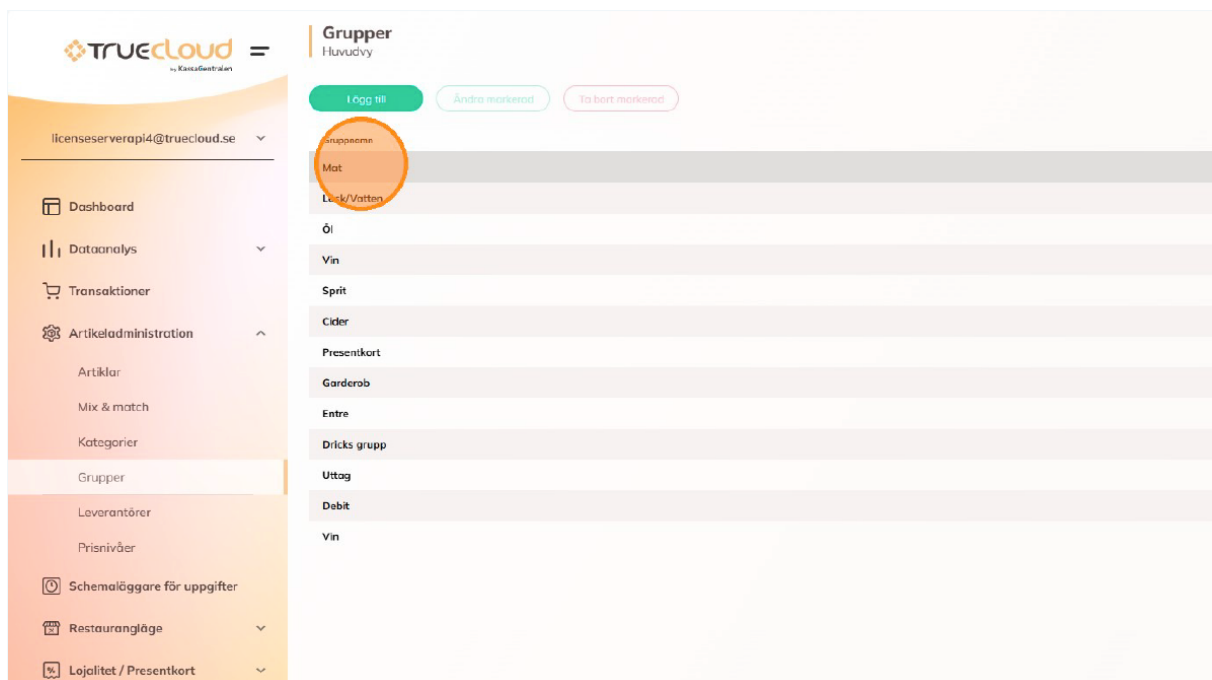 TRUECLOUD
by KassaCentralen
licenseserverapi4@truecloud.se
Dashboard
Dataanalys
Transaktioner
Artikeladministration
Artiklar
Mix & match
Kategorier
Grupper
Leverantörer
Prisnivåer
Schemaläggare för uppgifter
Restaurangläge
Lojalitet / Presentkort
Grupper
Huvudvy
Lägg till
Ändra markerad
Ta bort markerad
Gruppnamn
Mat
Läsk/Vatten
Öl
Vin
Sprit
Cider
Presentkort
Garderob
Entre
Dricks grupp
Uttag
Debit
Vin